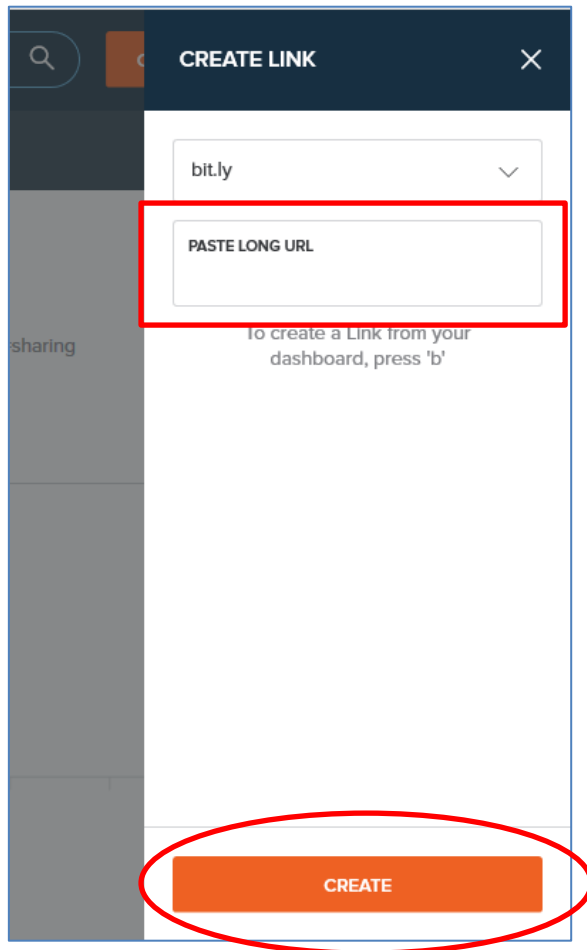 CREATE LINK
bit.ly
PASTE LONG URL
sharing
To create a Link from your
dashboard, press 'b'
CREATE